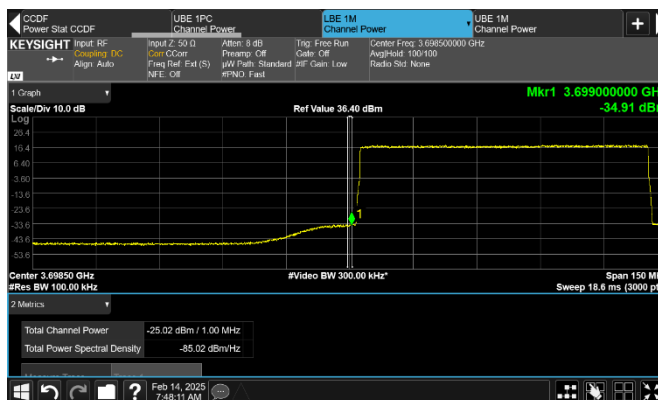 CCDF
Power Stat CCDF
UBE 1PC
Channel Power
LBE 1M
Channel Power
UBE 1M
Channel Power
KEYSIGHT
Input: RF
Coupling: DC
Align: Auto
Input Z: 50 Ω
Corr CCorr
Freq Ref: Ext (S)
NFE: Off
Atten: 8 dB
Preamp: Off
µW Path: Standard
#PNO: Fast
Trig: Free Run
Gate: Off
#IF Gain: Low
Center Freq: 3.698500000 GHz
Avg|Hold: 100/100
Radio Std: None
LXI
1 Graph
Scale/Div 10.0 dB
Ref Value 36.40 dBm
Mkr1 3.699000000 GH
-34.91 dB
Log
26.4
16.4
6.40
-3.60
-13.6
-23.6
-33.6
-43.6
-53.6
1
Center 3.69850 GHz
#Video BW 300.00 kHz*
Span 150 M
#Res BW 100.00 kHz
Sweep 18.6 ms (3000 pt
2 Metrics
Total Channel Power -25.02 dBm / 1.00 MHz
Total Power Spectral Density -85.02 dBm/Hz
Feb 14, 2025
7:48:11 AM